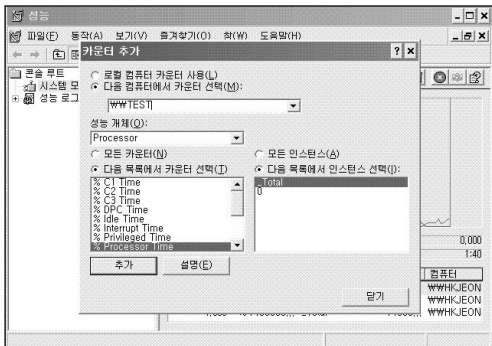 성능
파일(F) 동작(A) 보기(V) 즐겨찾기(O) 창(W) 도움말(H)
콘솔 루트
시스템 모
성능 로그
카운터 추가
로컬 컴퓨터 카운터 사용(L)
다음 컴퓨터에서 카운터 선택(M):
₩₩TEST
성능 개체(O):
Processor
모든 카운터(N)
모든 인스턴스(A)
다음 목록에서 카운터 선택(T)
다음 목록에서 인스턴스 선택(I):
% C1 Time
% C2 Time
% C3 Time
% DPC Time
% Idle Time
% Interrupt Time
% Privileged Time
% Processor Time
_Total
0
추가
설명(E)
닫기
0,000
1:40
컴퓨터
₩₩HKJEON
₩₩HKJEON
₩₩HKJEON